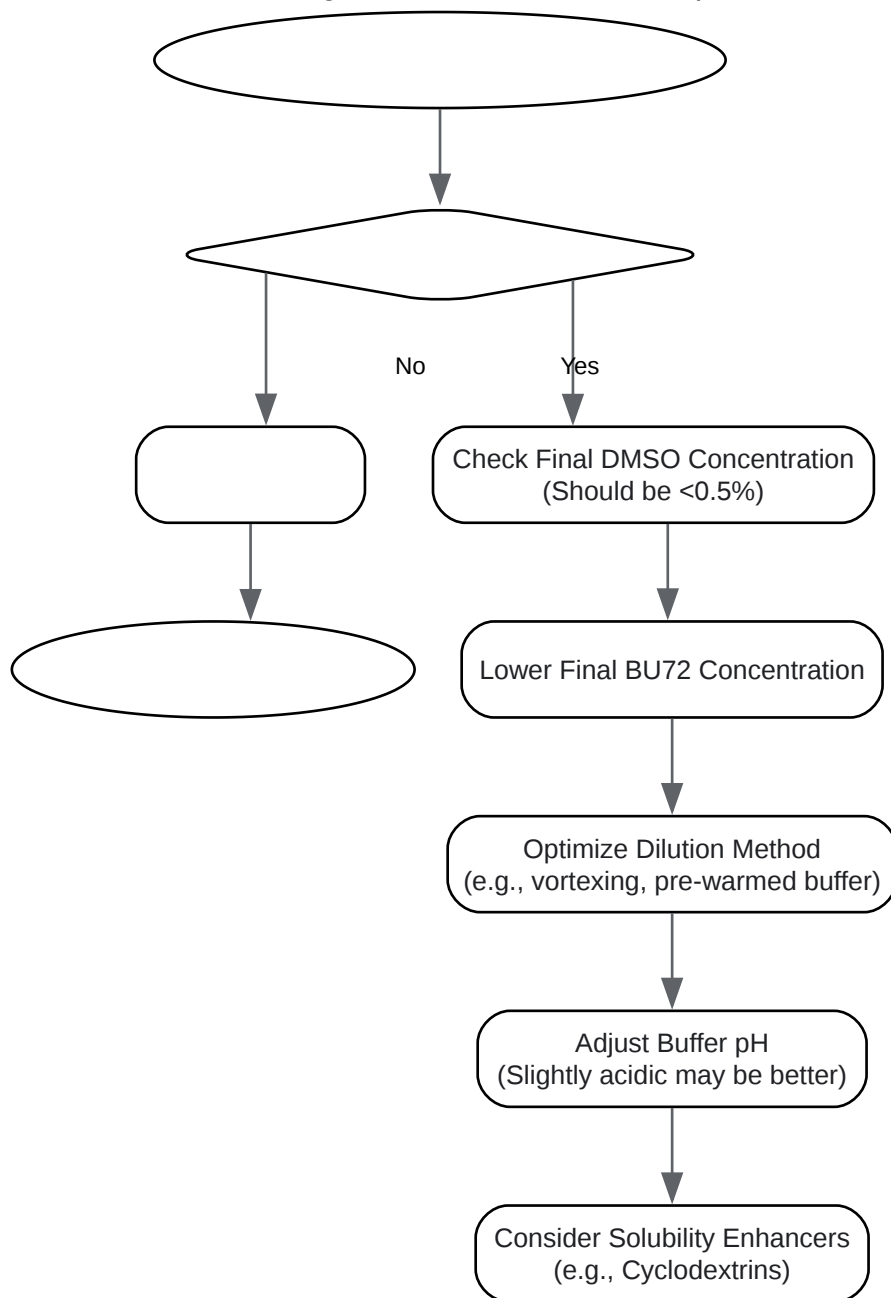 No
Yes
Check Final DMSO Concentration
(Should be <0.5%)
Lower Final BU72 Concentration
Optimize Dilution Method
(e.g., vortexing, pre-warmed buffer)
Adjust Buffer pH
(Slightly acidic may be better)
Consider Solubility Enhancers
(e.g., Cyclodextrins)